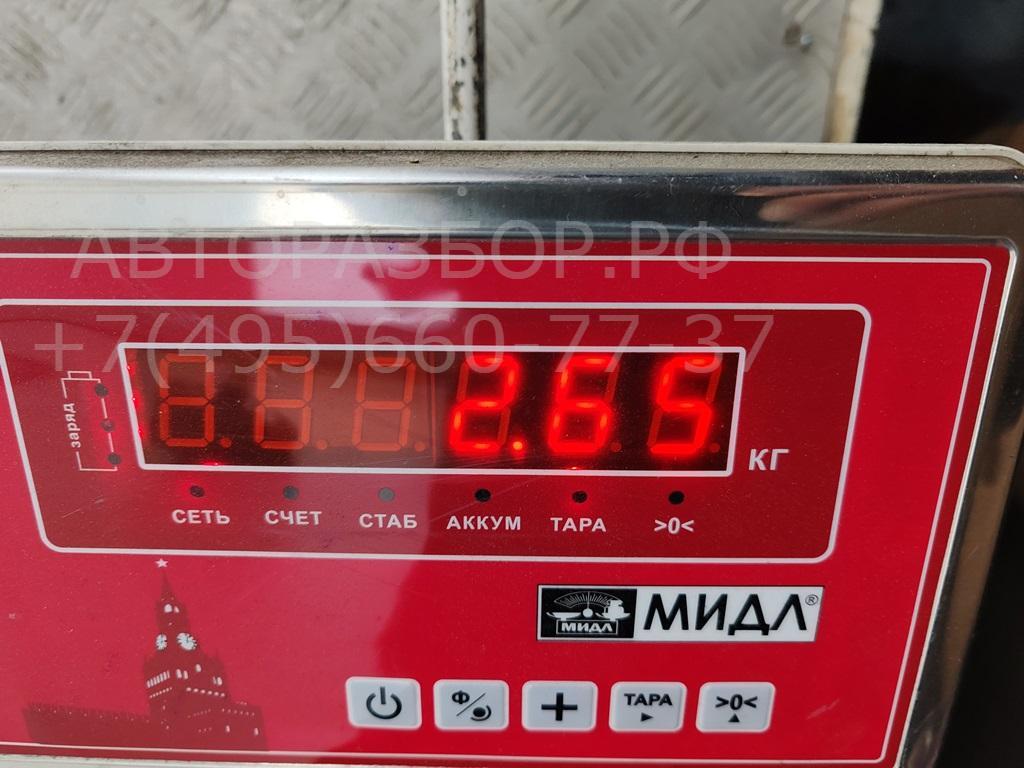 АВТОРАЗБОР.РФ
+7(495)660-77-37
2.65
заряд
КГ
СЕТЬ СЧЕТ СТАБ АККУМ ТАРА >0<
МИДЛ МИДЛ®
Ф ТАРА >0<